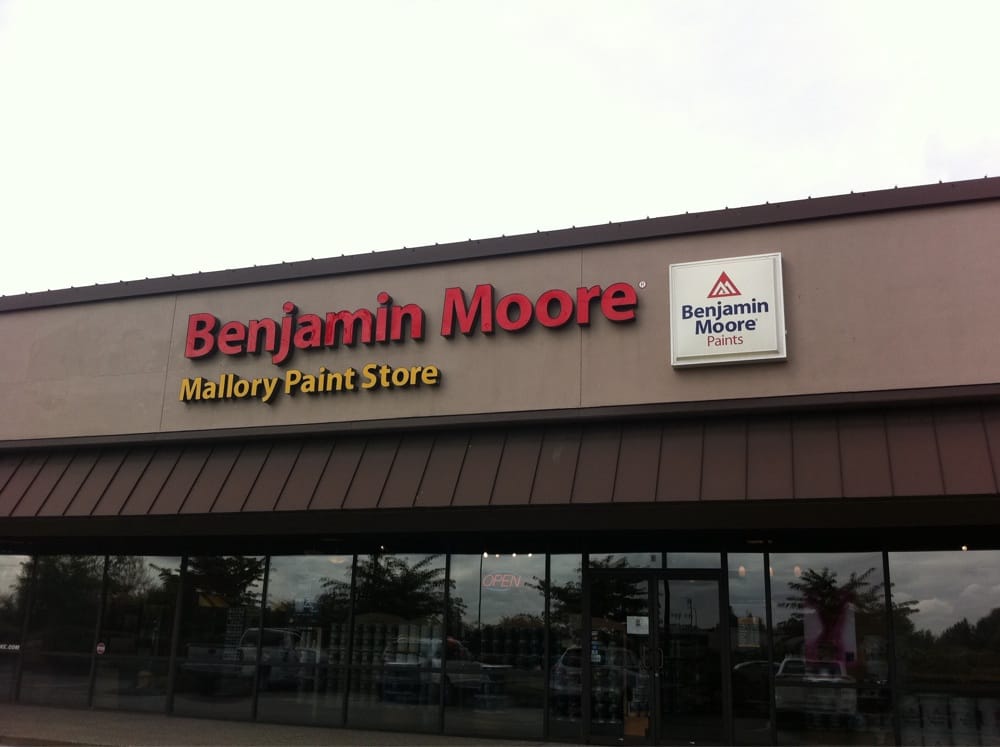 Benjamin Moore®
Mallory Paint Store
Benjamin
Moore®
Paints
OPEN